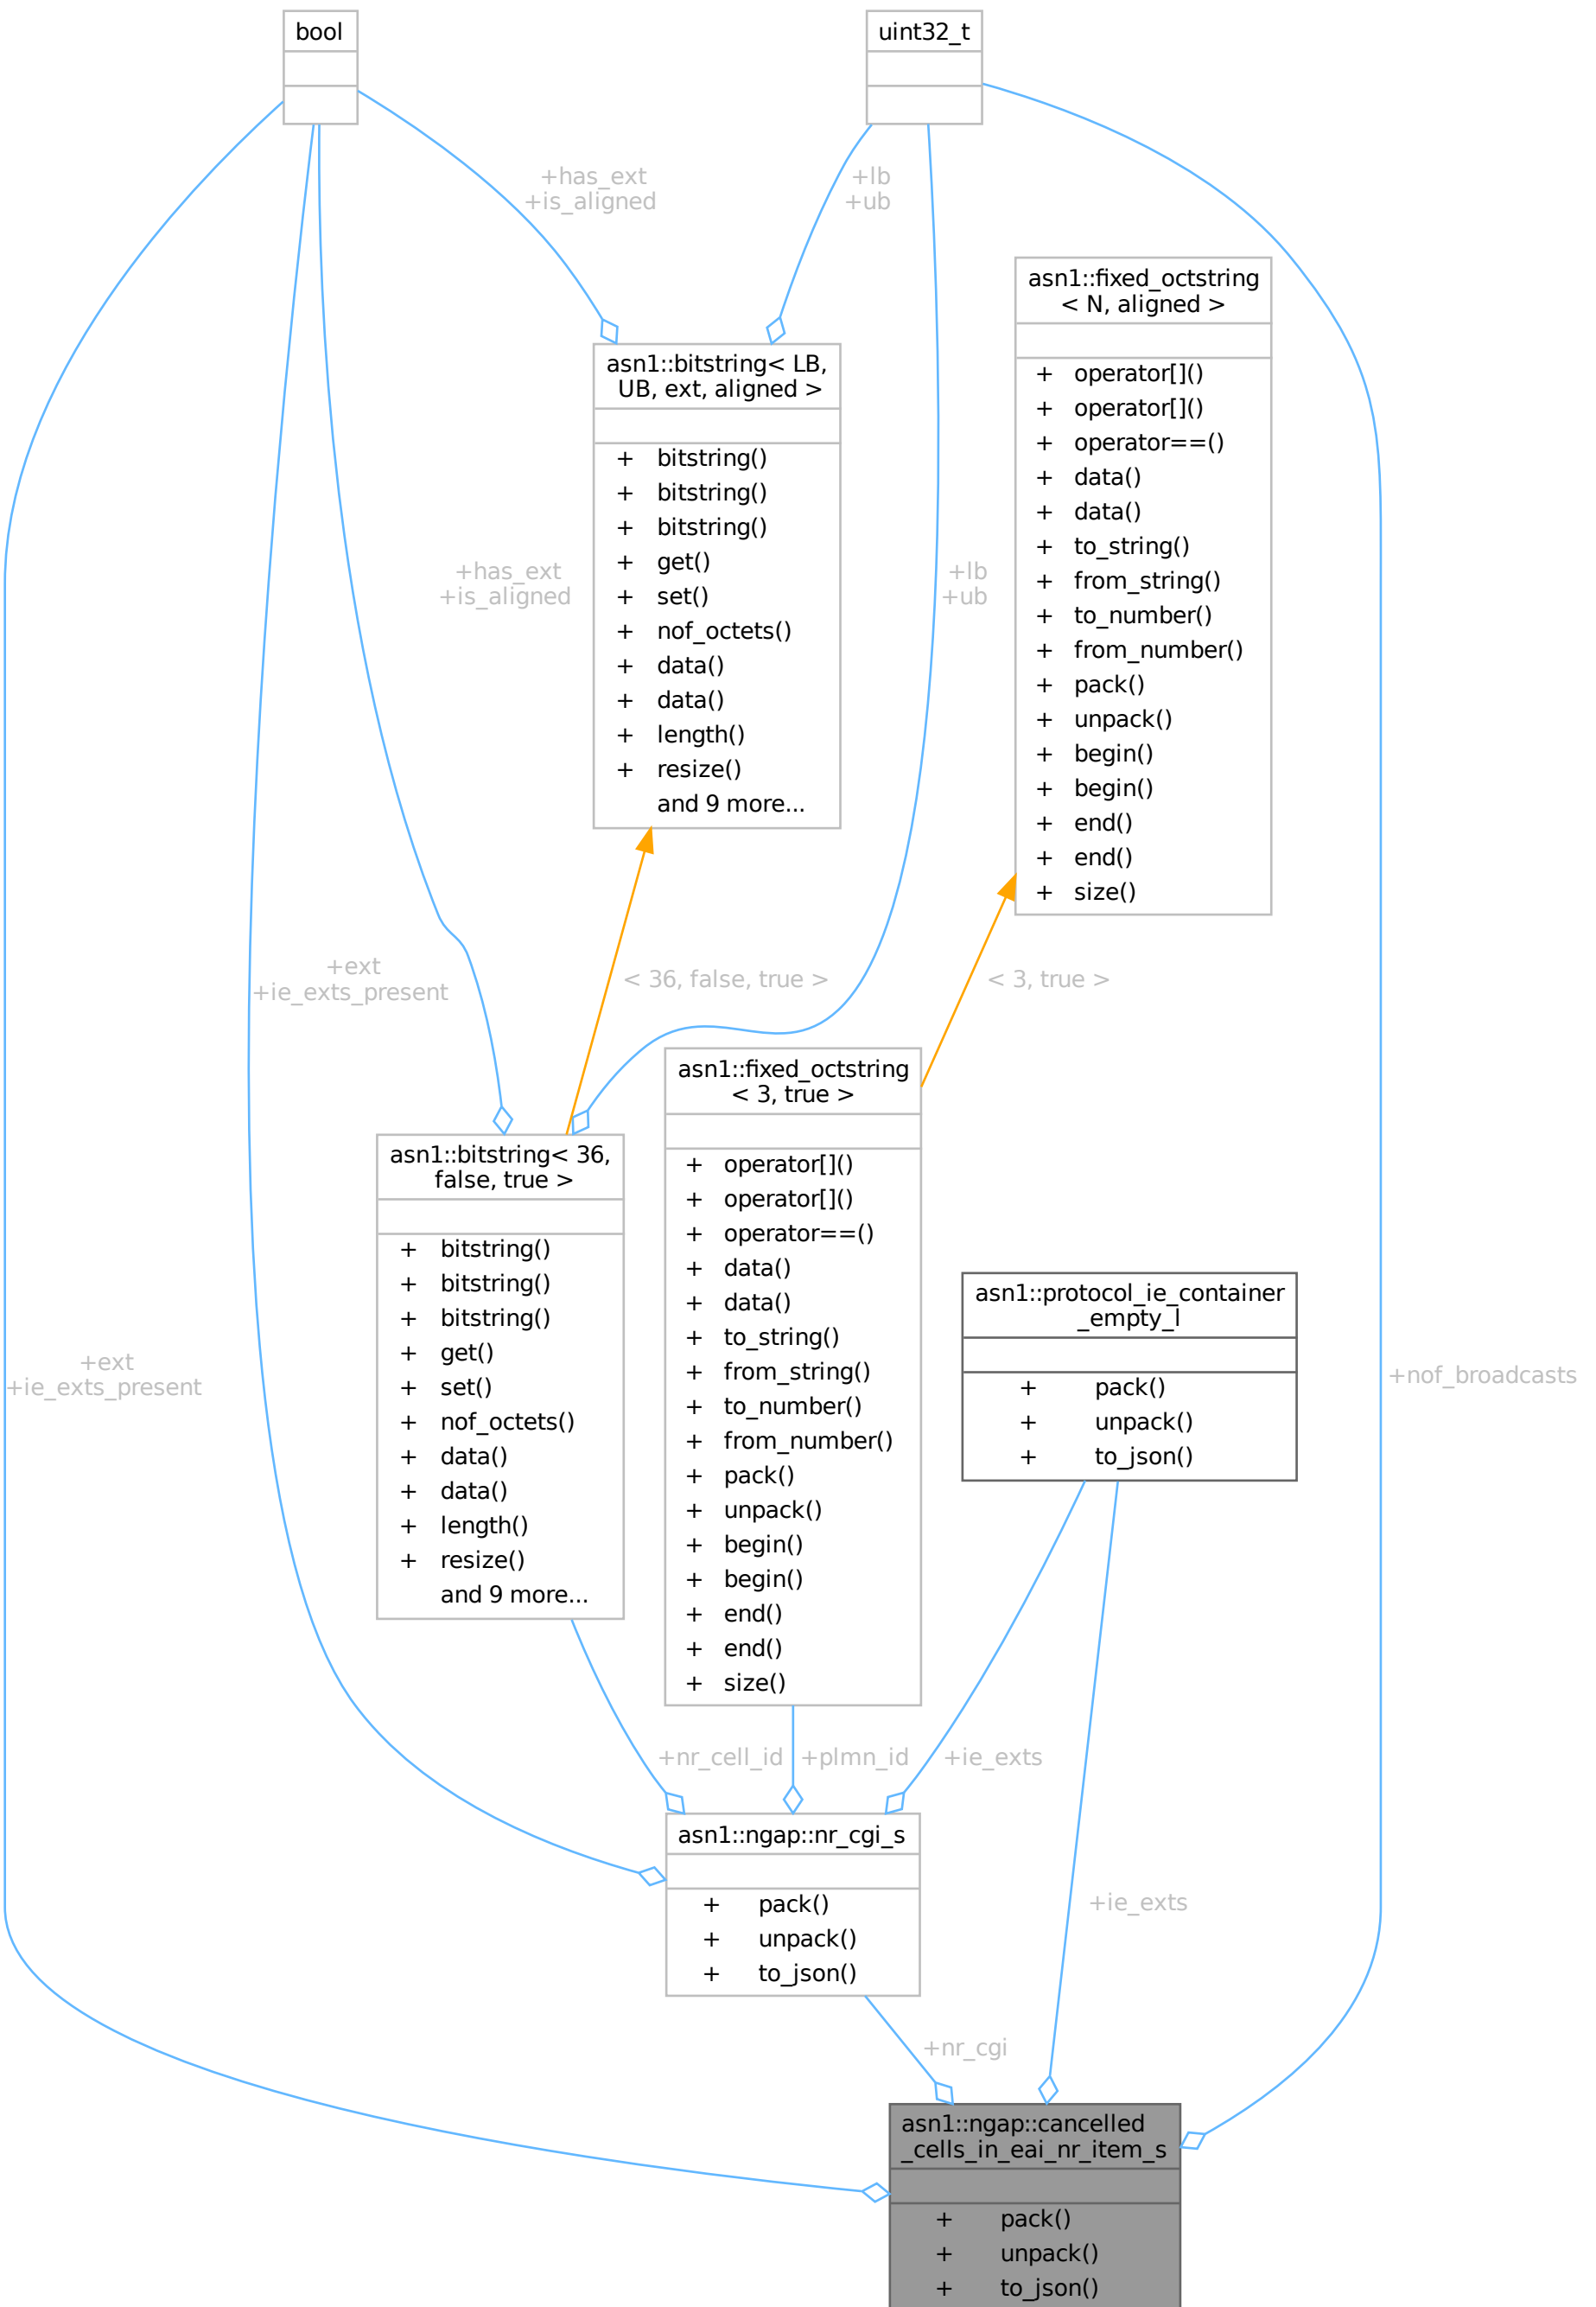 bool
uint32_t
+has_ext
+is_aligned
+lb
+ub
asn1::fixed_octstring
< N, aligned >
+ operator[]()
+ operator[]()
+ operator==()
+ data()
+ data()
+ to_string()
+ from_string()
+ to_number()
+ from_number()
+ pack()
+ unpack()
+ begin()
+ begin()
+ end()
+ end()
+ size()
asn1::bitstring< LB,
UB, ext, aligned >
+ bitstring()
+ bitstring()
+ bitstring()
+ get()
+ set()
+ nof_octets()
+ data()
+ data()
+ length()
+ resize()
and 9 more...
+has_ext
+is_aligned
+lb
+ub
+ext
+ie_exts_present
< 36, false, true >
< 3, true >
asn1::fixed_octstring
< 3, true >
+ operator[]()
+ operator[]()
+ operator==()
+ data()
+ data()
+ to_string()
+ from_string()
+ to_number()
+ from_number()
+ pack()
+ unpack()
+ begin()
+ begin()
+ end()
+ end()
+ size()
asn1::bitstring< 36,
false, true >
+ bitstring()
+ bitstring()
+ bitstring()
+ get()
+ set()
+ nof_octets()
+ data()
+ data()
+ length()
+ resize()
and 9 more...
asn1::protocol_ie_container
_empty_l
+ pack()
+ unpack()
+ to_json()
+ext
+ie_exts_present
+nof_broadcasts
+nr_cell_id
+plmn_id
+ie_exts
asn1::ngap::nr_cgi_s
+ pack()
+ unpack()
+ to_json()
+ie_exts
+nr_cgi
asn1::ngap::cancelled
_cells_in_eai_nr_item_s
+ pack()
+ unpack()
+ to_json()